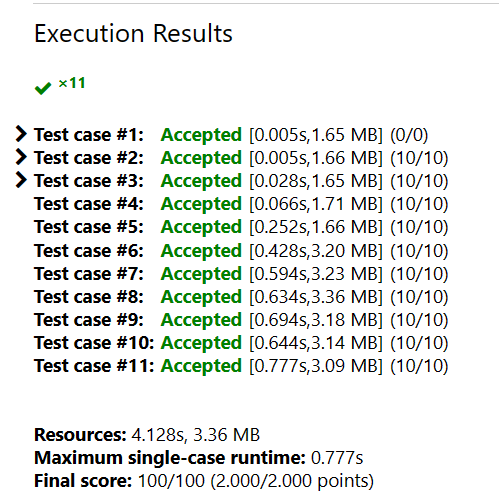 Execution Results
×11
Test case #1: Accepted [0.005s,1.65 MB] (0/0)
Test case #2: Accepted [0.005s,1.66 MB] (10/10)
Test case #3: Accepted [0.028s,1.65 MB] (10/10)
Test case #4: Accepted [0.066s,1.71 MB] (10/10)
Test case #5: Accepted [0.252s,1.66 MB] (10/10)
Test case #6: Accepted [0.428s,3.20 MB] (10/10)
Test case #7: Accepted [0.594s,3.23 MB] (10/10)
Test case #8: Accepted [0.634s,3.36 MB] (10/10)
Test case #9: Accepted [0.694s,3.18 MB] (10/10)
Test case #10: Accepted [0.644s,3.14 MB] (10/10)
Test case #11: Accepted [0.777s,3.09 MB] (10/10)
Resources: 4.128s, 3.36 MB
Maximum single-case runtime: 0.777s
Final score: 100/100 (2.000/2.000 points)